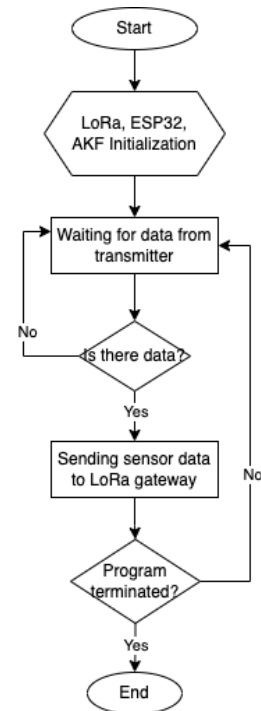 Start
LoRa, ESP32,
AKF Initialization
Waiting for data from
transmitter
No
Is there data?
Yes
Sending sensor data
to LoRa gateway
No
Program
terminated?
Yes
End